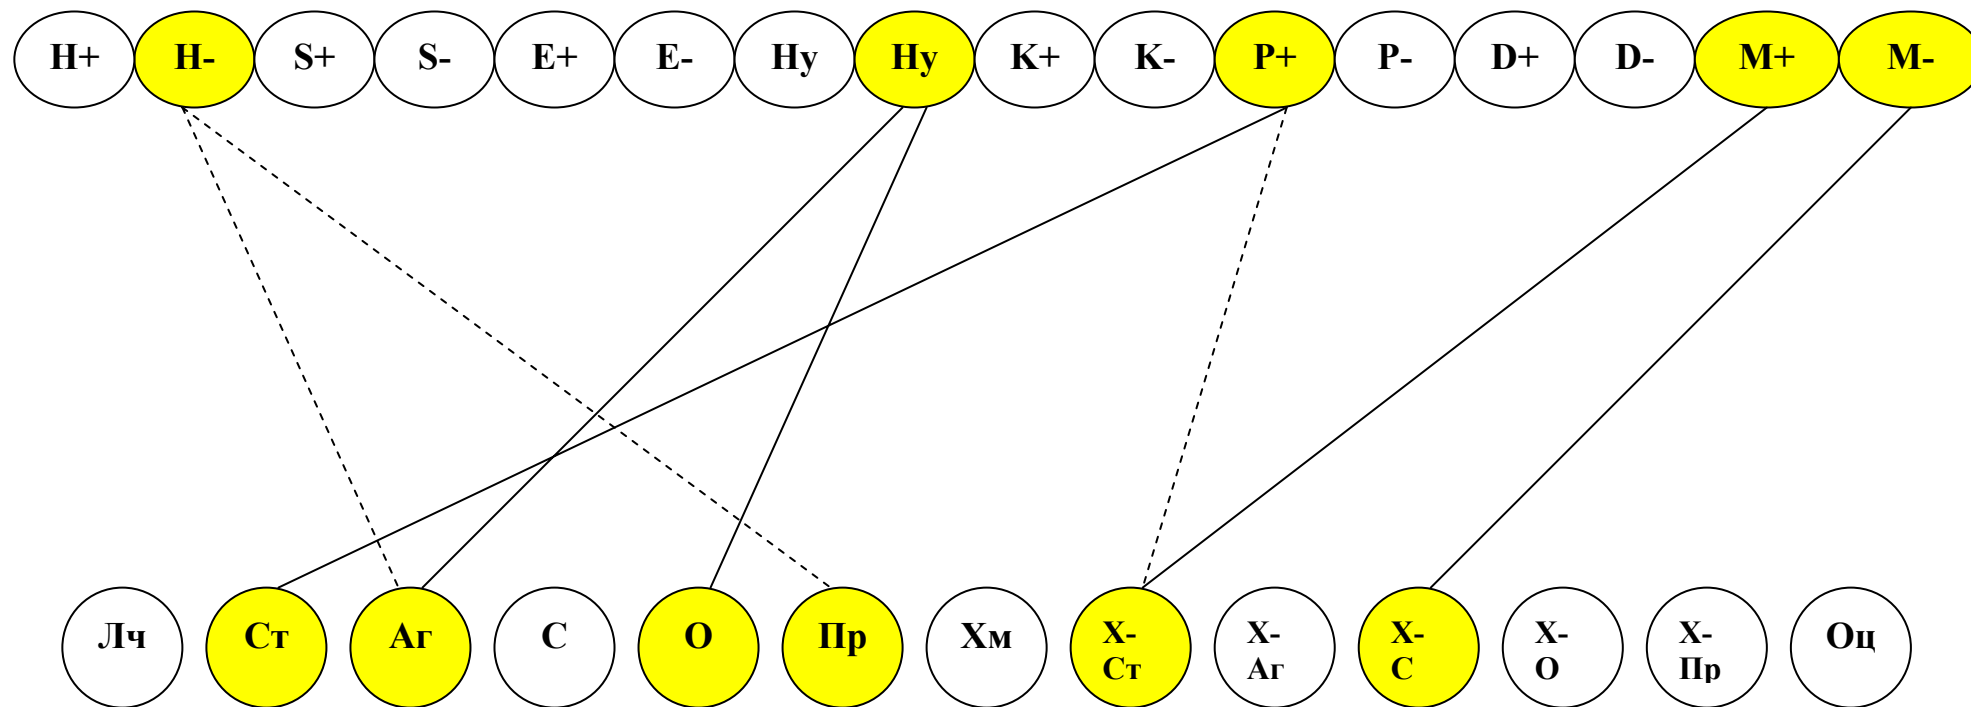 H+ H- S+ S- E+ E- Hy Hy K+ K- P+ P- D+ D- M+ M-
Лч Ст Аг С О Пр Хм Х-Ст Х-Аг Х-С Х-О Х-Пр Оц